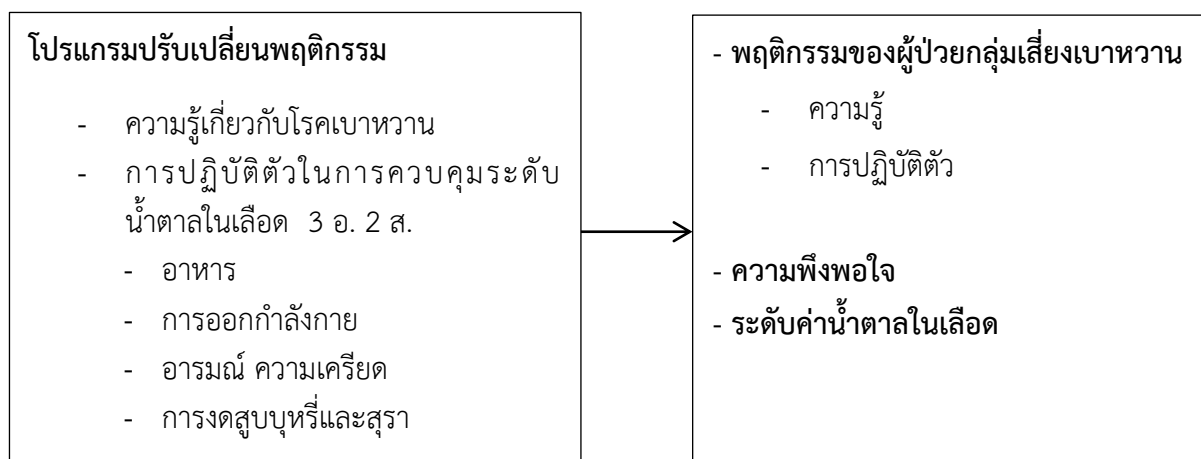 โปรแกรมปรับเปลี่ยนพฤติกรรม
- ความรู้เกี่ยวกับโรคเบาหวาน
- การปฏิบัติตัวในการควบคุมระดับ
น้ำตาลในเลือด 3 อ. 2 ส.
- อาหาร
- การออกกำลังกาย
- อารมณ์ ความเครียด
- การงดสูบบุหรี่และสุรา
- พฤติกรรมของผู้ป่วยกลุ่มเสี่ยงเบาหวาน
- ความรู้
- การปฏิบัติตัว
- ความพึงพอใจ
- ระดับค่าน้ำตาลในเลือด